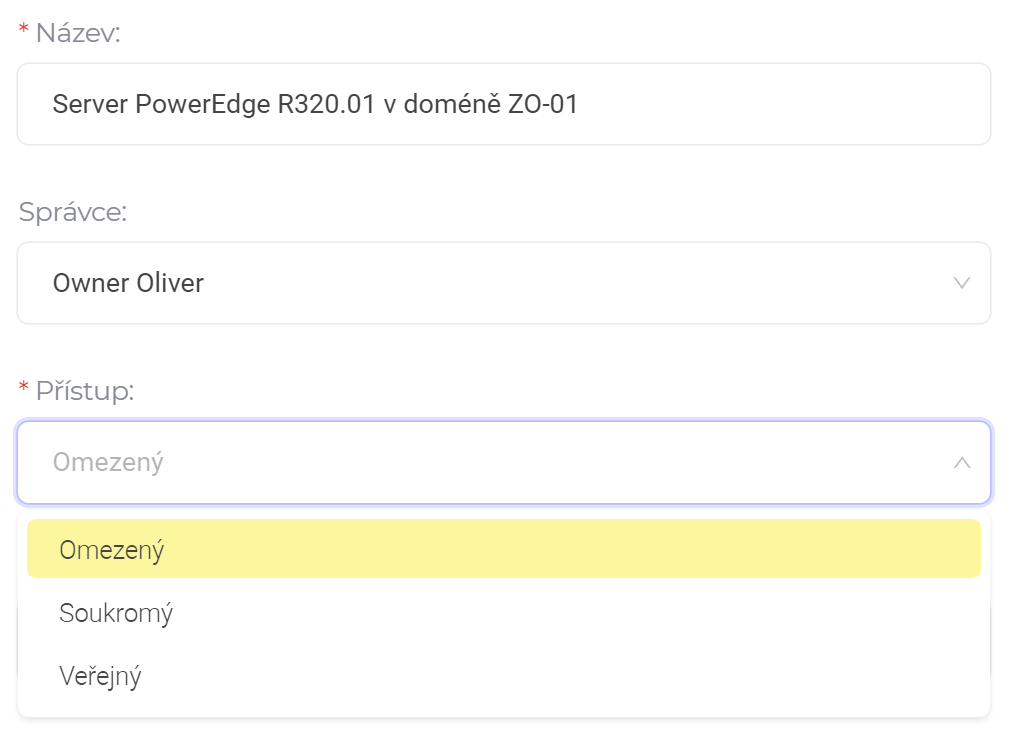 * Název:
Server PowerEdge R320.01 v doméně ZO-01
Správce:
Owner Oliver
* Přístup:
Omezený
Omezený
Soukromý
Veřejný